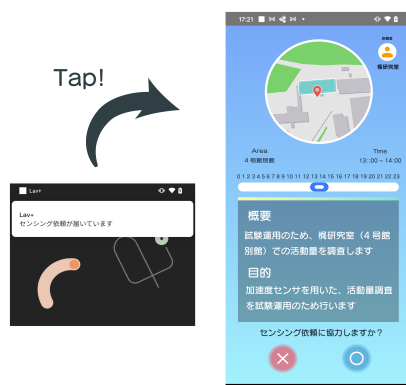 Tap!
Lav+
Lav+
センシング依頼が届いています
17:21
依頼者
梶研究室
Area
4号館別館
Time
13:00 - 14:00
0 1 2 3 4 5 6 7 8 9 10 11 12 13 14 15 16 17 18 19 20 21 22 23
概要
試験運用のため、梶研究室（4号館
別館）での活動量を調査します
目的
加速度センサを用いた、活動量調査
を試験運用のため行います
センシング依頼に協力しますか？